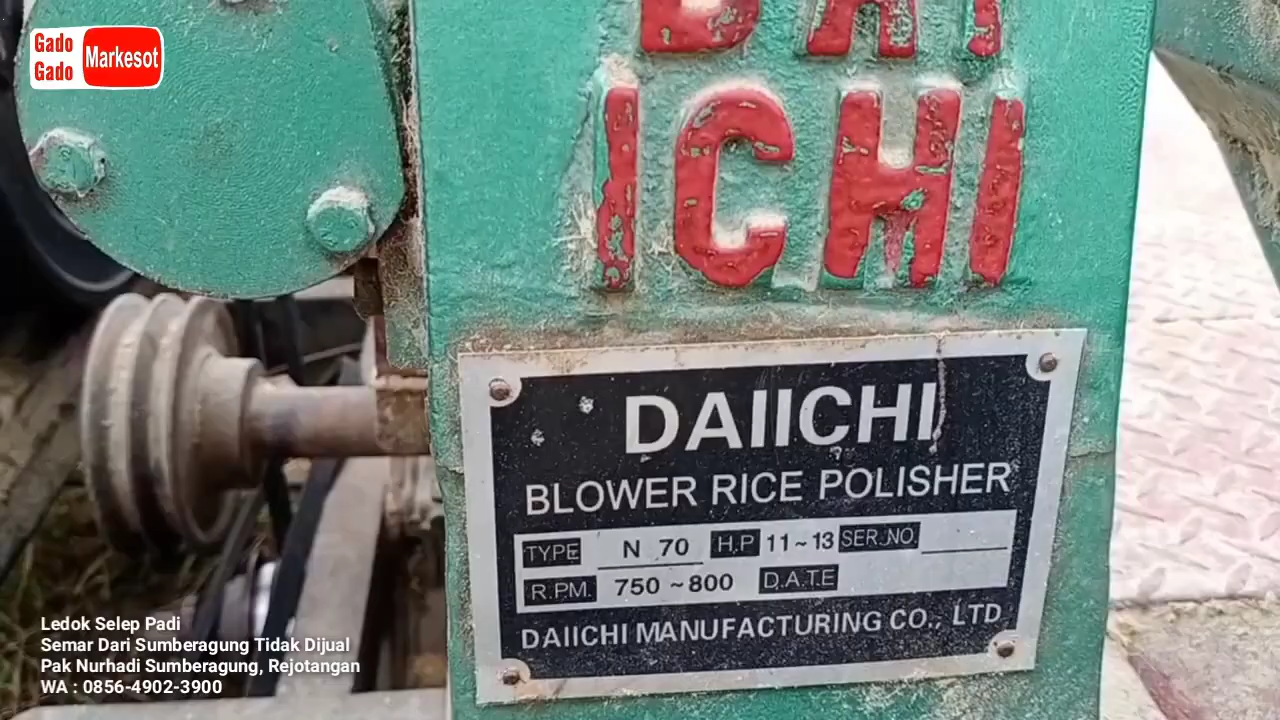 Gado
Gado
Markesot
ICHI
DAIICHI
BLOWER RICE POLISHER
TYPE N 70 H.P 11~13 SER.NO.
R.P.M. 750 ~800 D.A.T.E
DAIICHI MANUFACTURING CO., LTD
Ledok Selep Padi
Semar Dari Sumberagung Tidak Dijual
Pak Nurhadi Sumberagung, Rejotangan
WA : 0856-4902-3900